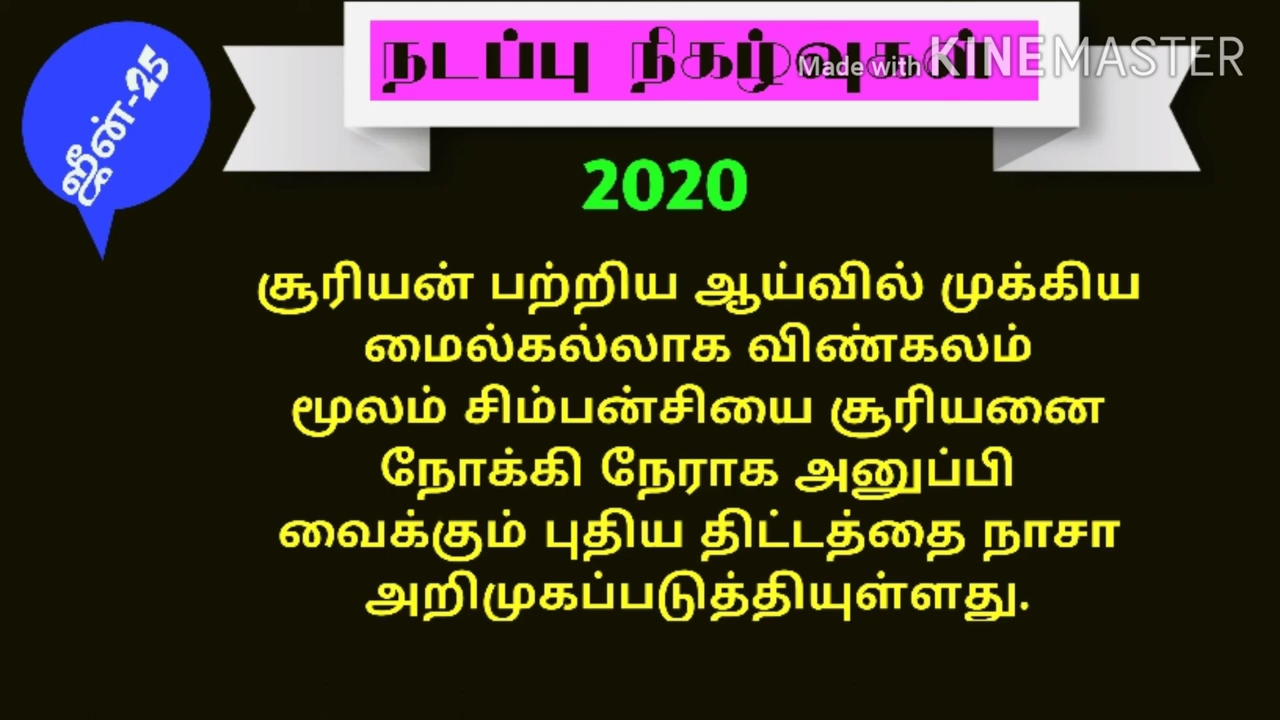 ஜூன்-25
நடப்பு நிகழ்வுகள்
Made with KINEMASTER
2020
சூரியன் பற்றிய ஆய்வில் முக்கிய
மைல்கல்லாக விண்கலம்
மூலம் சிம்பன்சியை சூரியனை
நோக்கி நேராக அனுப்பி
வைக்கும் புதிய திட்டத்தை நாசா
அறிமுகப்படுத்தியுள்ளது.